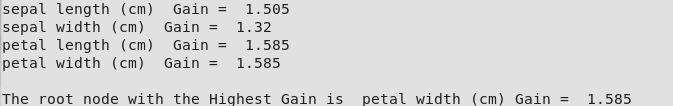 sepal length (cm)  Gain =  1.505
sepal width (cm)  Gain =  1.32
petal length (cm)  Gain =  1.585
petal width (cm)  Gain =  1.585
The root node with the Highest Gain is  petal width (cm) Gain =  1.585